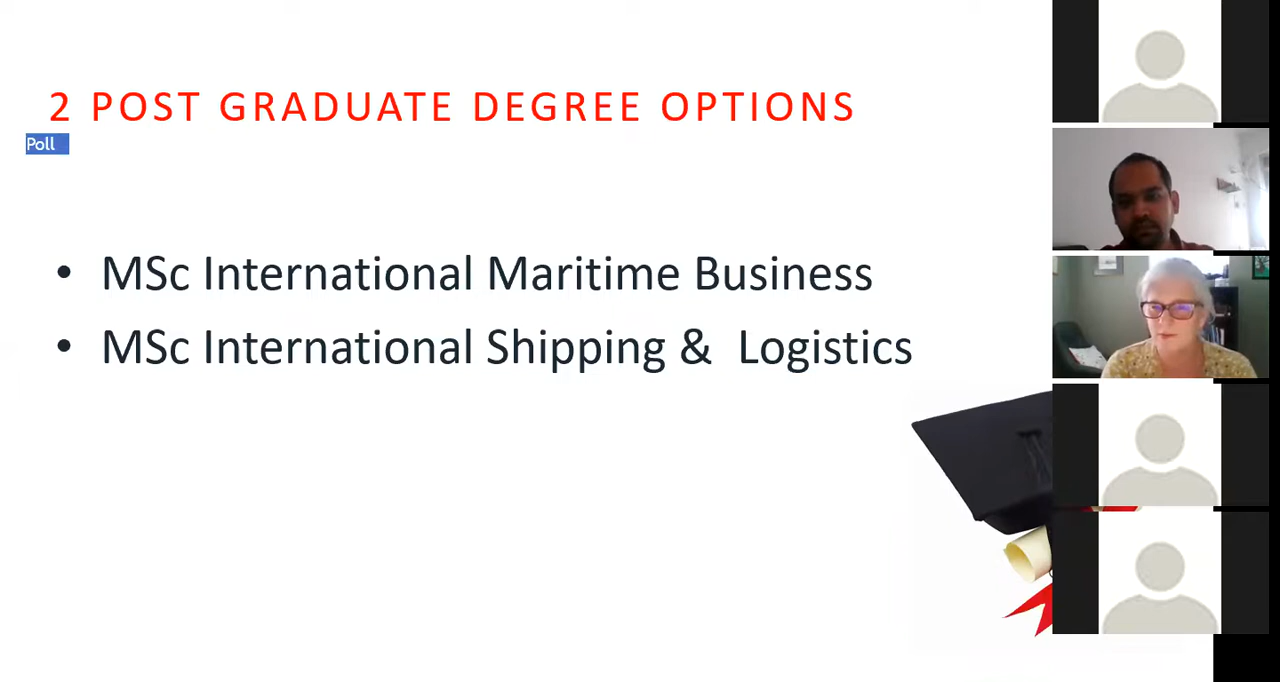 2 POST GRADUATE DEGREE OPTIONS
Poll
• MSc International Maritime Business
• MSc International Shipping & Logistics